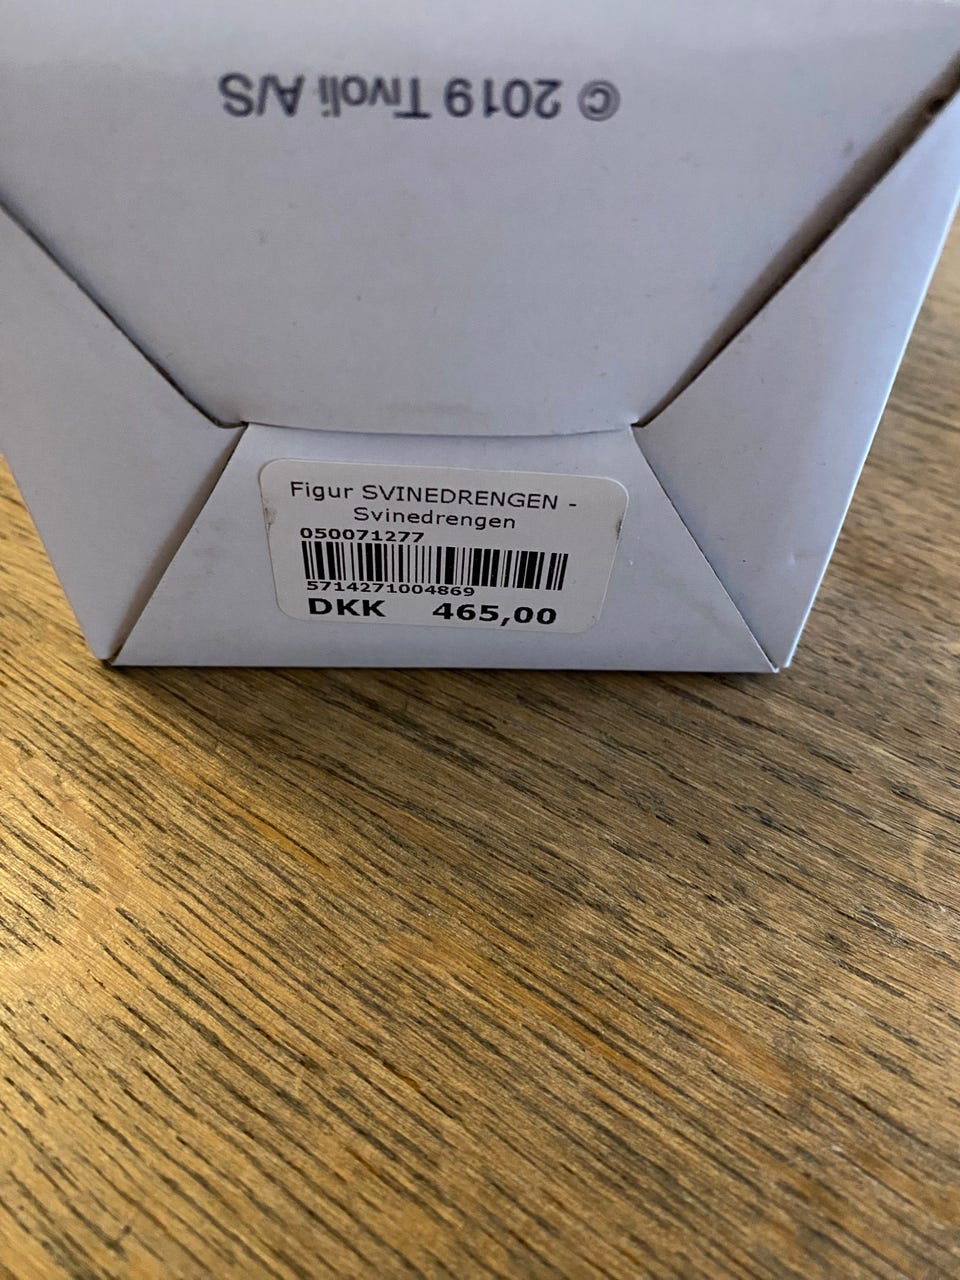 © 2019 Tivoli A/S
Figur SVINEDRENGEN -
Svinedrengen
050071277
5714271004869
DKK 465,00